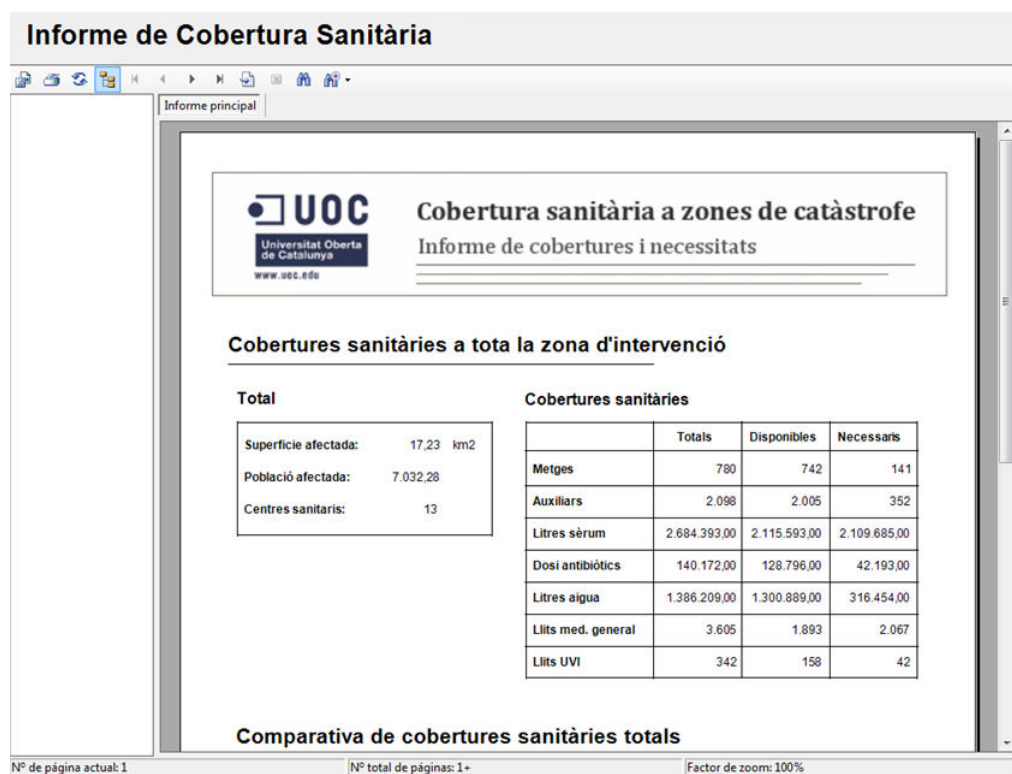 Informe de Cobertura Sanitària
Informe principal
UOC
Universitat Oberta
de Catalunya
www.uoc.edu
Cobertura sanitària a zones de catàstrofe
Informe de cobertures i necessitats
Cobertures sanitàries a tota la zona d'intervenció
Total
Superfície afectada: 17,23 km2
Població afectada: 7.032,28
Centres sanitaris: 13
Cobertures sanitàries
Totals Disponibles Necessaris
Metges 780 742 141
Auxiliars 2.098 2.005 352
Litres sèrum 2.684.393,00 2.115.593,00 2.109.685,00
Dosi antibiòtics 140.172,00 128.796,00 42.193,00
Litres aigua 1.386.209,00 1.300.889,00 316.454,00
Llits med. general 3.605 1.893 2.067
Llits UVI 342 158 42
Comparativa de cobertures sanitàries totals
Nº de página actual: 1 Nº total de páginas: 1+ Factor de zoom: 100%